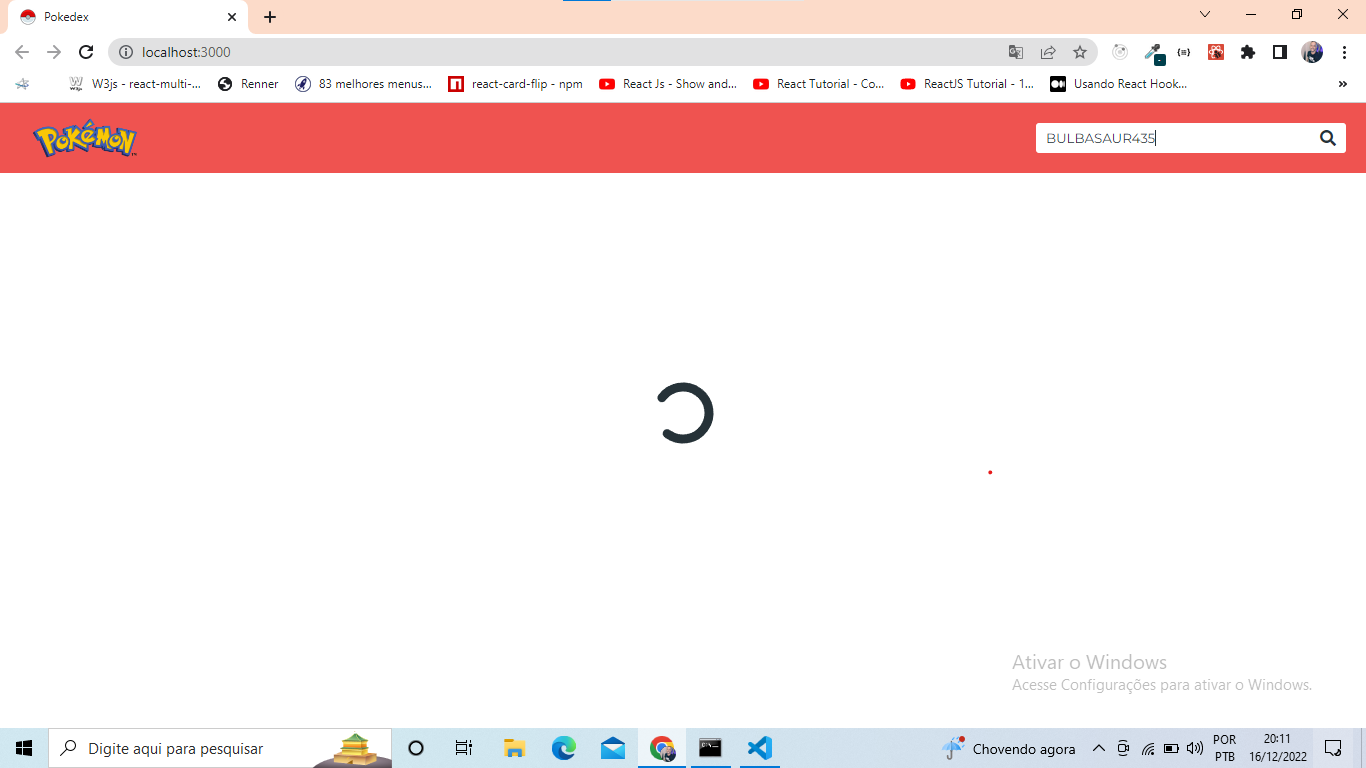 Pokedex
localhost:3000
W3js - react-multi-...
Renner
83 melhores menus...
react-card-flip - npm
React Js - Show and...
React Tutorial - Co...
ReactJS Tutorial - 1...
Usando React Hook...
»
POKéMON
BULBASAUR435
Ativar o Windows
Acesse Configurações para ativar o Windows.
Digite aqui para pesquisar
Chovendo agora
POR
PTB
20:11
16/12/2022